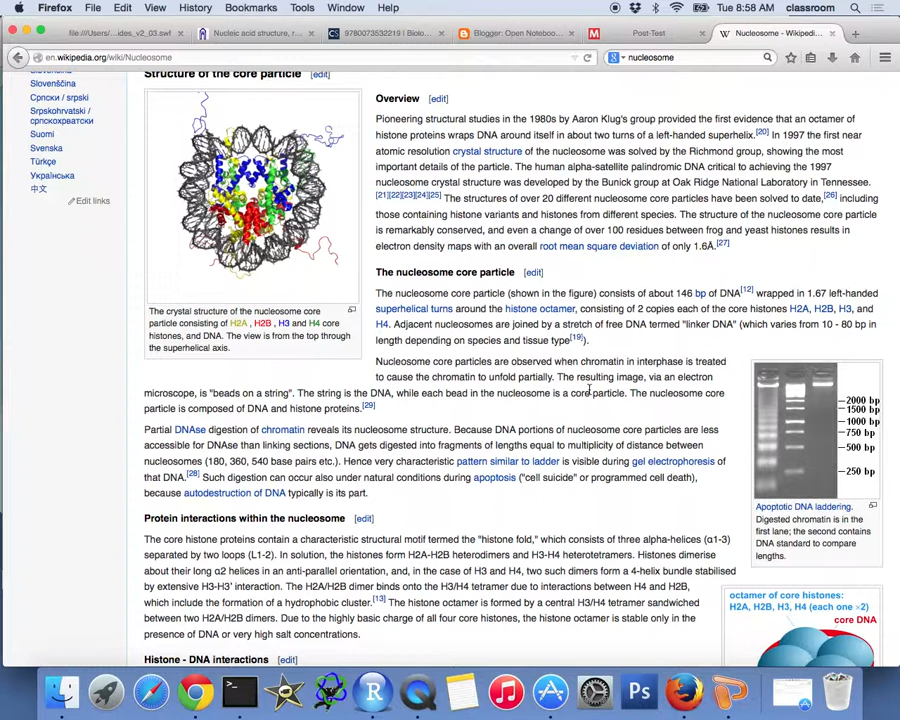 Firefox File Edit View History Bookmarks Tools Window Help Tue 8:58 AM classroom
file:///Users/...ides_v2_03.swf Nucleic acid structure, r... 9780073532219 | Biolo... Blogger: Open Noteboo... Post-Test Nucleosome - Wikipedi...
en.wikipedia.org/wiki/Nucleosome nucleosome
Slovenščina
Српски / srpski
Srpskohrvatski /
српскохрватски
Suomi
Svenska
Türkçe
Українська
中文
Edit links
Structure of the core particle [edit]
The crystal structure of the nucleosome core
particle consisting of H2A , H2B , H3 and H4 core
histones, and DNA. The view is from the top through
the superhelical axis.
Overview [edit]
Pioneering structural studies in the 1980s by Aaron Klug's group provided the first evidence that an octamer of
histone proteins wraps DNA around itself in about two turns of a left-handed superhelix.[20] In 1997 the first near
atomic resolution crystal structure of the nucleosome was solved by the Richmond group, showing the most
important details of the particle. The human alpha-satellite palindromic DNA critical to achieving the 1997
nucleosome crystal structure was developed by the Bunick group at Oak Ridge National Laboratory in Tennessee.
[21][22][23][24][25] The structures of over 20 different nucleosome core particles have been solved to date,[26] including
those containing histone variants and histones from different species. The structure of the nucleosome core particle
is remarkably conserved, and even a change of over 100 residues between frog and yeast histones results in
electron density maps with an overall root mean square deviation of only 1.6Å.[27]
The nucleosome core particle [edit]
The nucleosome core particle (shown in the figure) consists of about 146 bp of DNA[12] wrapped in 1.67 left-handed
superhelical turns around the histone octamer, consisting of 2 copies each of the core histones H2A, H2B, H3, and
H4. Adjacent nucleosomes are joined by a stretch of free DNA termed "linker DNA" (which varies from 10 - 80 bp in
length depending on species and tissue type[19]).
Nucleosome core particles are observed when chromatin in interphase is treated
to cause the chromatin to unfold partially. The resulting image, via an electron
microscope, is "beads on a string". The string is the DNA, while each bead in the nucleosome is a core particle. The nucleosome core
particle is composed of DNA and histone proteins.[29]
Partial DNAse digestion of chromatin reveals its nucleosome structure. Because DNA portions of nucleosome core particles are less
accessible for DNAse than linking sections, DNA gets digested into fragments of lengths equal to multiplicity of distance between
nucleosomes (180, 360, 540 base pairs etc.). Hence very characteristic pattern similar to ladder is visible during gel electrophoresis of
that DNA.[28] Such digestion can occur also under natural conditions during apoptosis ("cell suicide" or programmed cell death),
because autodestruction of DNA typically is its part.
2000 bp
1500 bp
1000 bp
750 bp
500 bp
250 bp
Apoptotic DNA laddering.
Digested chromatin is in the
first lane; the second contains
DNA standard to compare
lengths.
Protein interactions within the nucleosome [edit]
The core histone proteins contain a characteristic structural motif termed the "histone fold," which consists of three alpha-helices (α1-3)
separated by two loops (L1-2). In solution, the histones form H2A-H2B heterodimers and H3-H4 heterotetramers. Histones dimerise
about their long α2 helices in an anti-parallel orientation, and, in the case of H3 and H4, two such dimers form a 4-helix bundle stabilised
by extensive H3-H3' interaction. The H2A/H2B dimer binds onto the H3/H4 tetramer due to interactions between H4 and H2B,
which include the formation of a hydrophobic cluster.[13] The histone octamer is formed by a central H3/H4 tetramer sandwiched
between two H2A/H2B dimers. Due to the highly basic charge of all four core histones, the histone octamer is stable only in the
presence of DNA or very high salt concentrations.
octamer of core histones:
H2A, H2B, H3, H4 (each one ×2)
core DNA
Histone - DNA interactions [edit]
R Ps